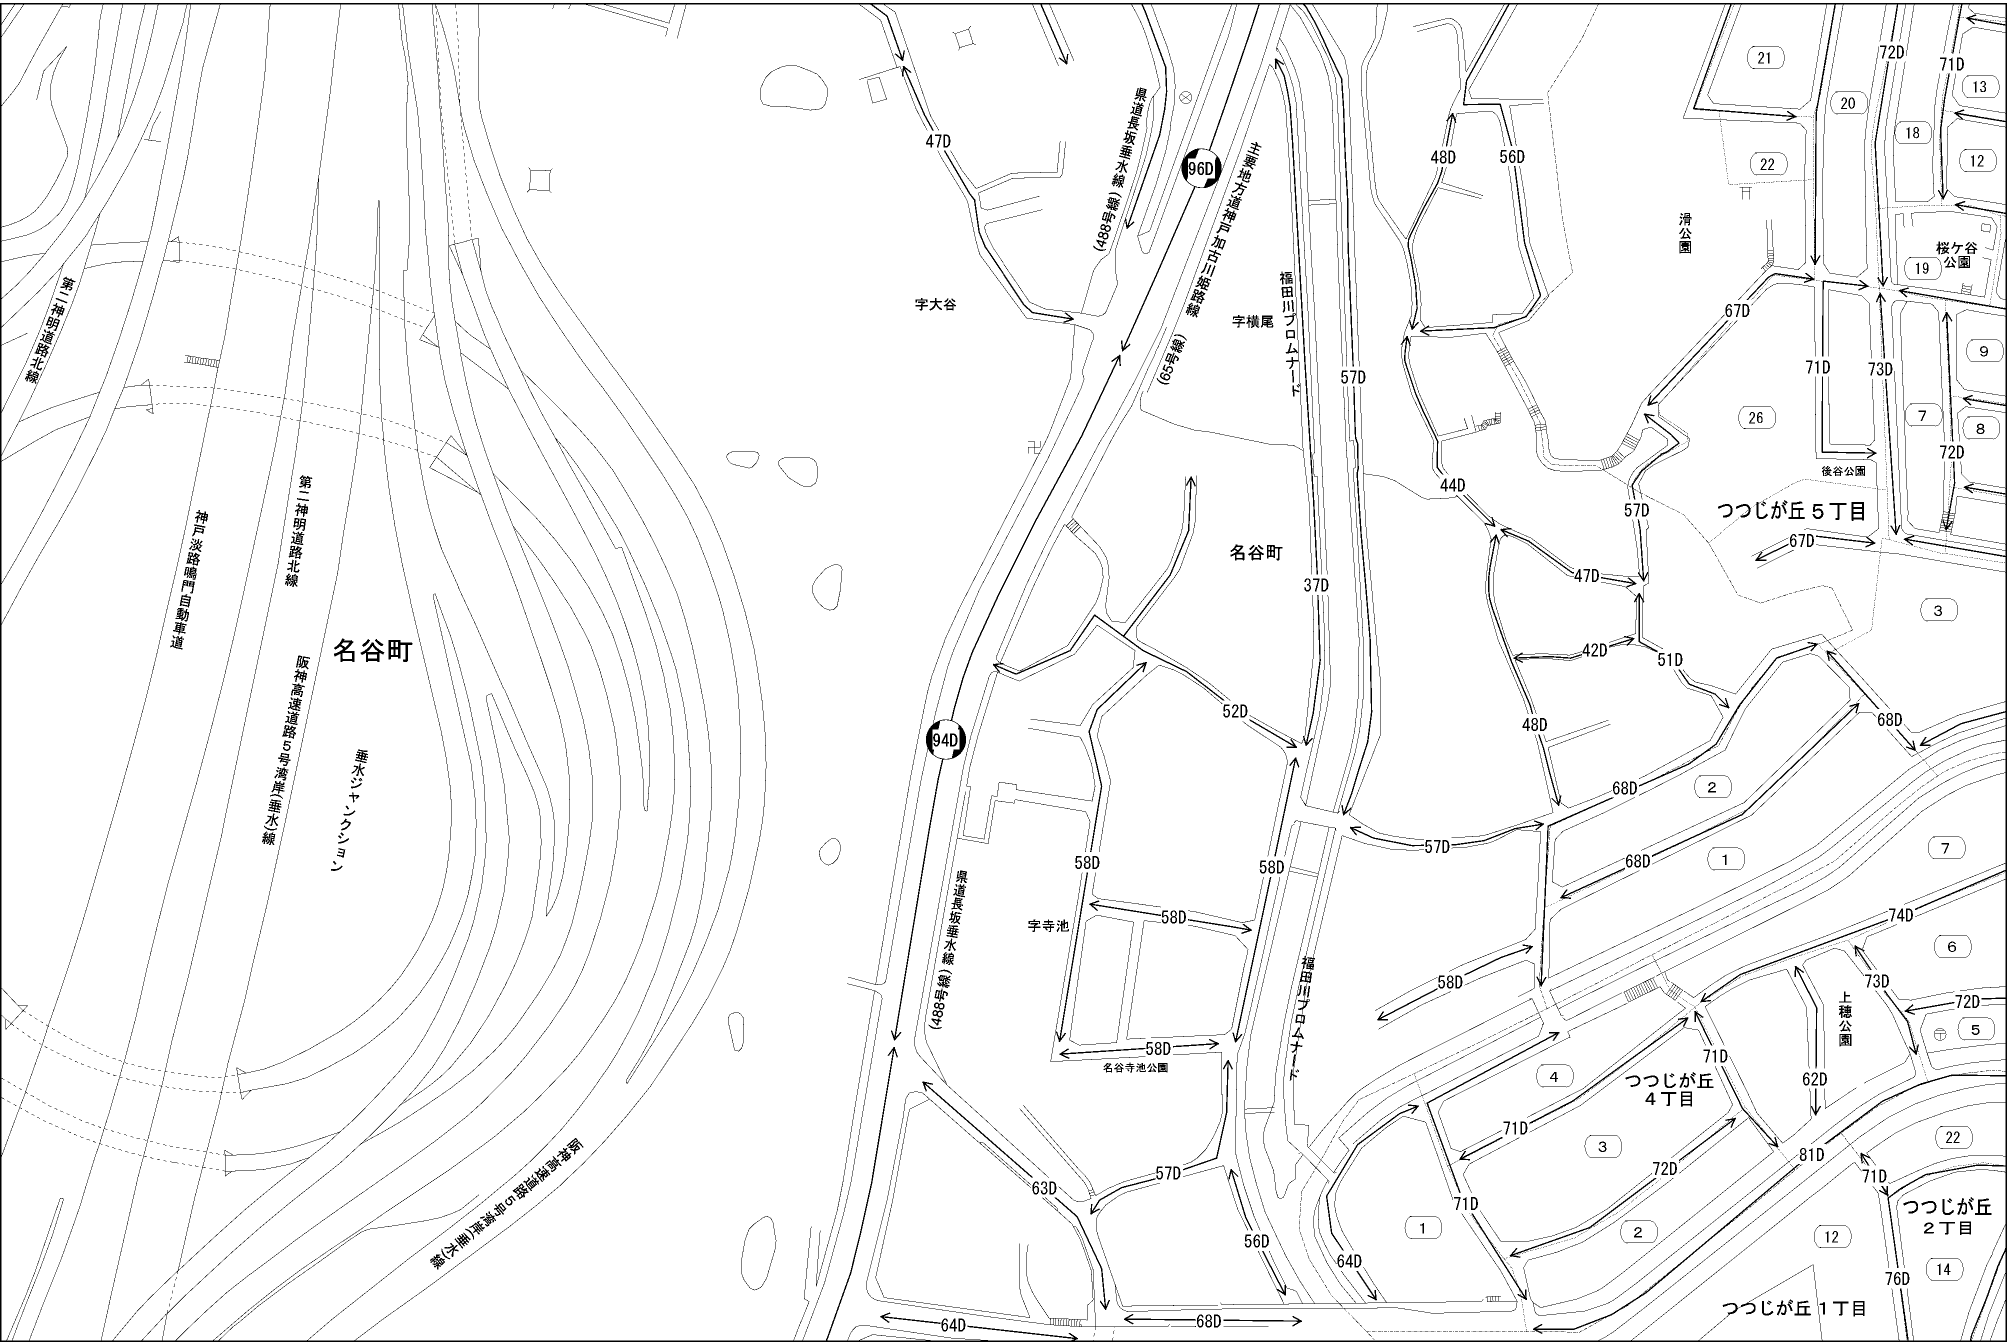 21
20
72D
71D
13
18
12
22
47D
県道長坂垂水線
(488号線)
96D
主要地方道神戸加古川姫路線
(65号線)
48D
56D
滑公園
桜ケ谷
公園
19
第二神明道路北線
字大谷
福田川プロムナード
字横尾
67D
9
57D
71D
73D
26
7
8
72D
後谷公園
44D
つつじが丘5丁目
57D
67D
第二神明道路北線
神戸淡路鳴門自動車道
名谷町
37D
47D
3
名谷町
42D
51D
阪神高速道路5号湾岸(垂水)線
垂水ジャンクション
52D
48D
68D
94D
68D
2
57D
68D
1
7
58D
58D
県道長坂垂水線
(488号線)
字寺池
58D
74D
6
58D
73D
72D
福田川プロムナード
上穂公園
5
58D
名谷寺池公園
71D
4
つつじが丘
4丁目
62D
71D
3
22
72D
81D
71D
阪神高速道路5号湾岸(垂水)線
63D
57D
71D
つつじが丘
2丁目
1
2
12
56D
64D
76D
14
64D
68D
つつじが丘1丁目